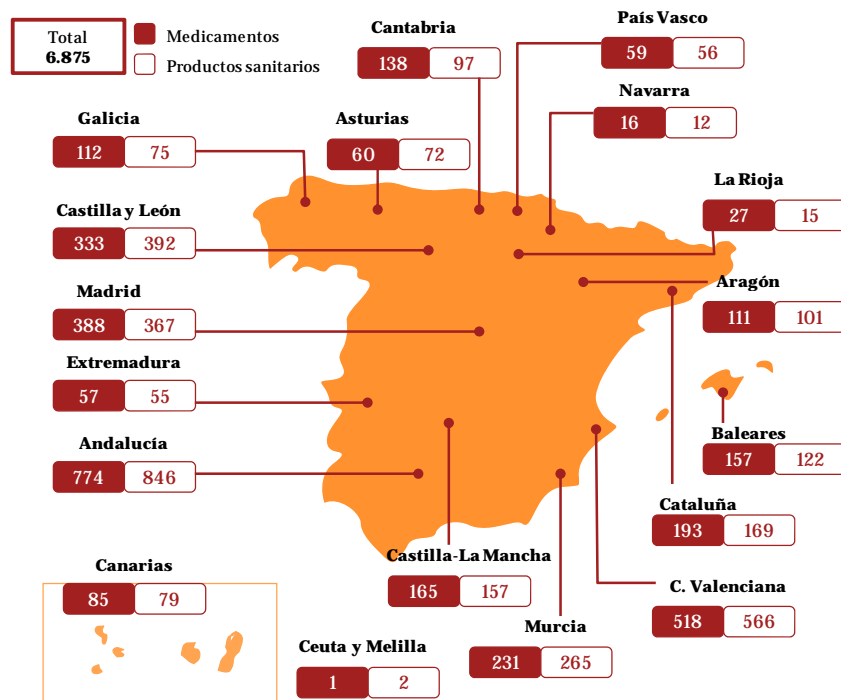 Total
6.875
Medicamentos
Productos sanitarios
Cantabria
138 97
País Vasco
59 56
Navarra
16 12
Galicia
112 75
Asturias
60 72
La Rioja
27 15
Castilla y León
333 392
Aragón
111 101
Madrid
388 367
Extremadura
57 55
Baleares
157 122
Andalucía
774 846
Cataluña
193 169
Castilla-La Mancha
165 157
C. Valenciana
518 566
Canarias
85 79
Murcia
231 265
Ceuta y Melilla
1 2